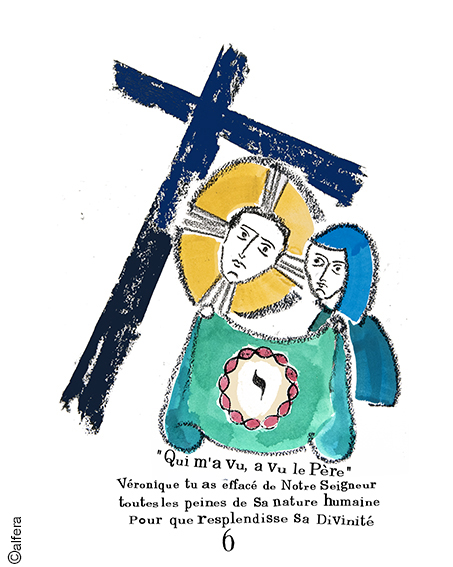 י
"Qui m'a vu, a vu le Père"
Véronique tu as effacé de Notre Seigneur
toutes les peines de Sa nature humaine
Pour que resplendisse Sa Divinité
6
©alfera